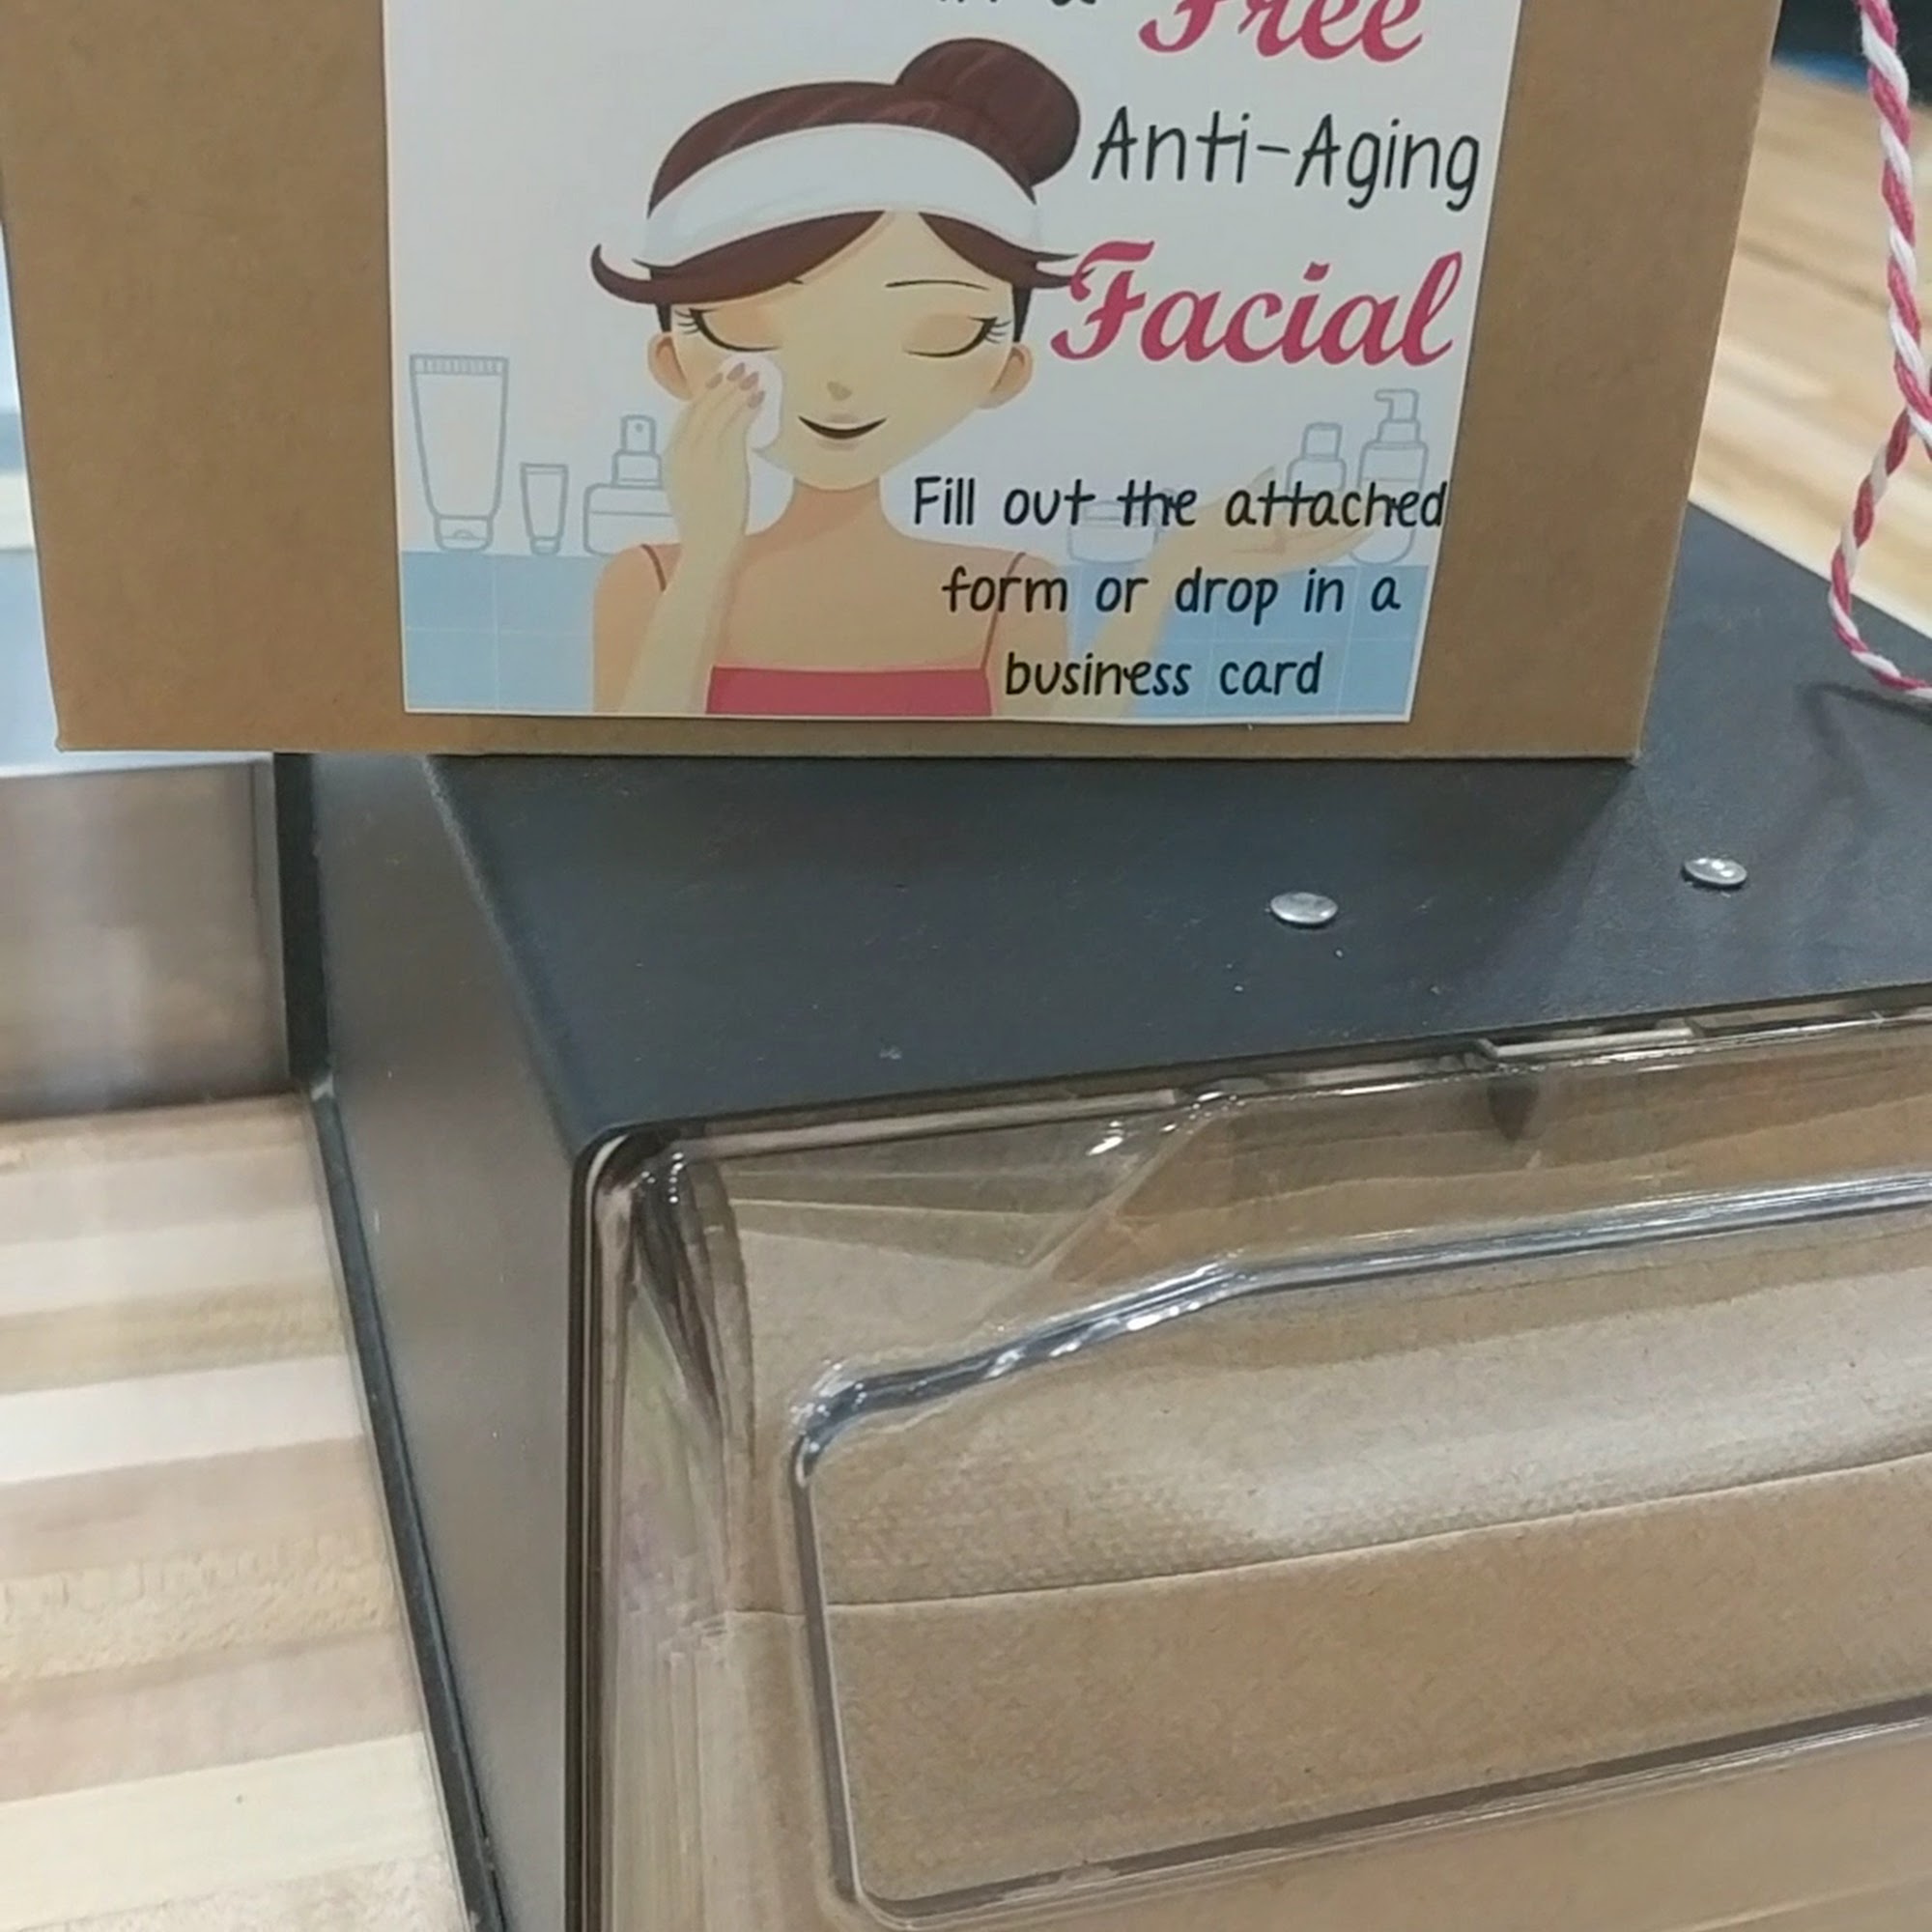 Free
Anti-Aging
Facial
Fill out the attached
form or drop in a
business card